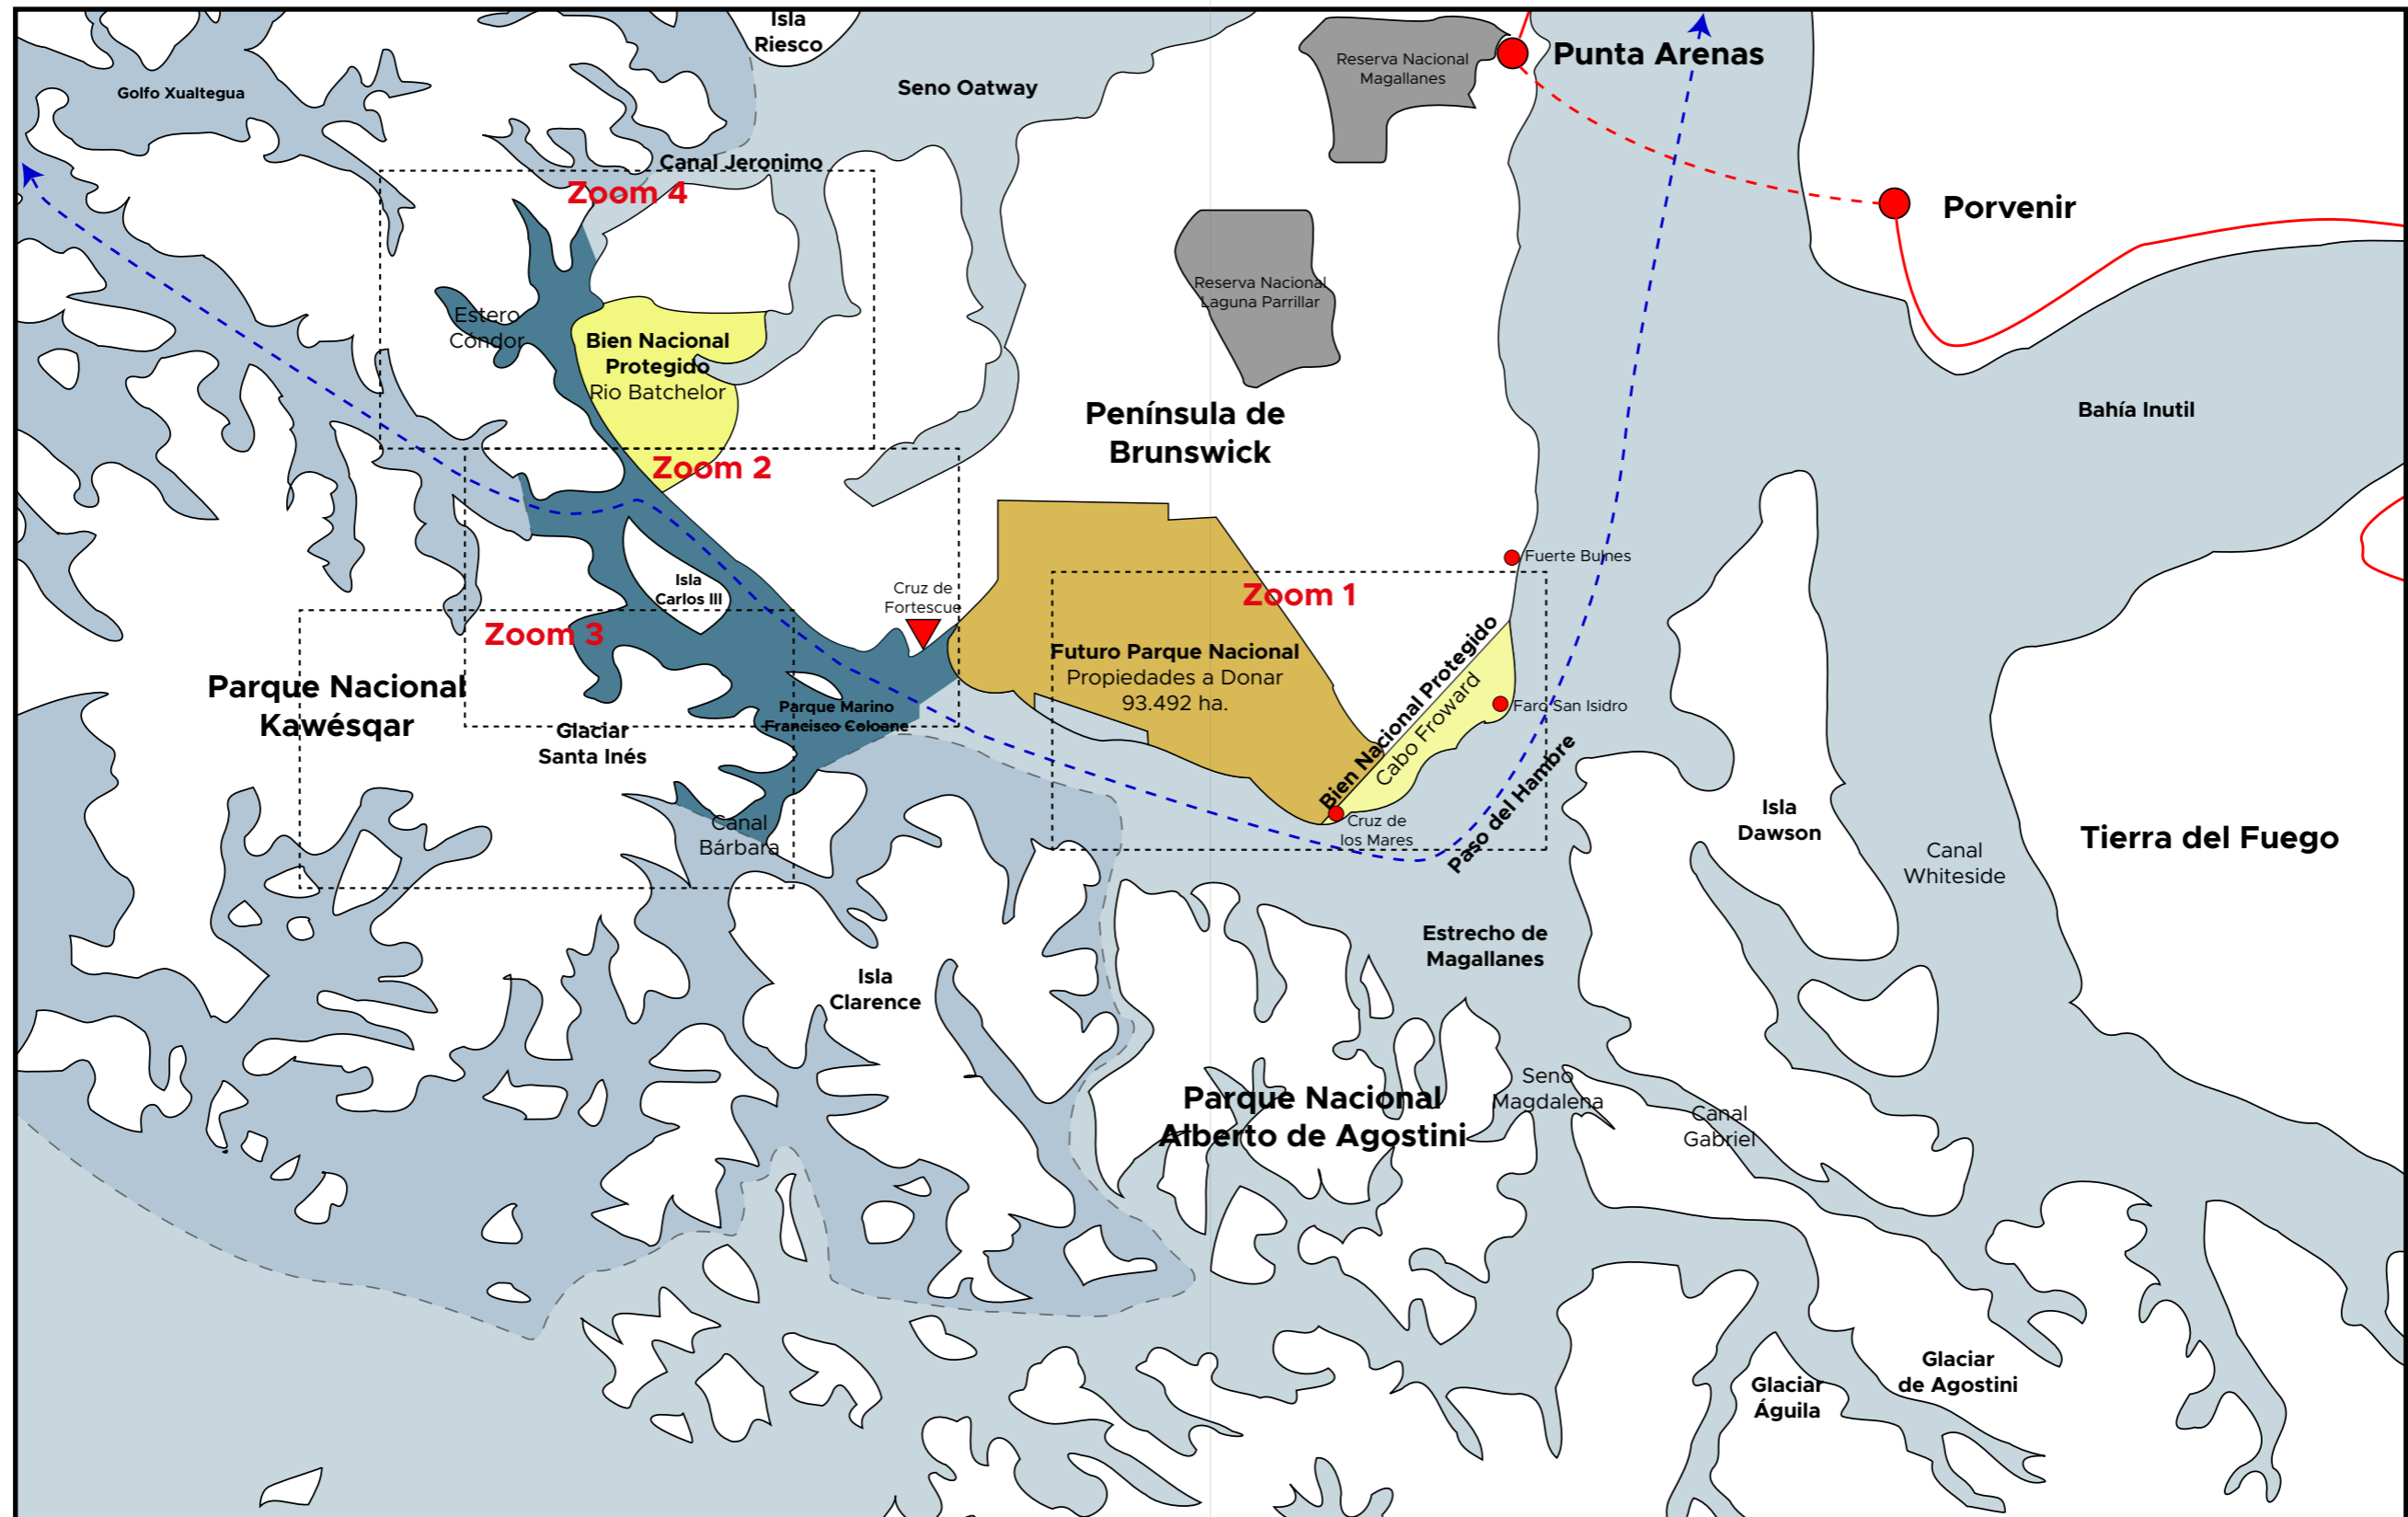 Isla
Riesco
Punta Arenas
Reserva Nacional
Magallanes
Seno Oatway
Golfo Xualtegua
Canal Jeronimo
Zoom 4
Porvenir
Reserva Nacional
Laguna Parrillar
Estero
Cóndor
Bien Nacional
Protegido
Rio Batchelor
Península de
Brunswick
Bahía Inutil
Zoom 2
Fuerte Bulnes
Isla
Carlos III
Cruz de
Fortescue
Zoom 1
Zoom 3
Futuro Parque Nacional
Propiedades a Donar
93.492 ha.
Bien Nacional Protegido
Cabo Froward
Faro San Isidro
Parque Nacional
Kawésqar
Parque Marino
Francisco Coloane
Glaciar
Santa Inés
Paso del Hambre
Cruz de
los Mares
Canal
Bárbara
Isla
Dawson
Canal
Whiteside
Tierra del Fuego
Estrecho de
Magallanes
Isla
Clarence
Parque Nacional
Alberto de Agostini
Seno
Magdalena
Canal
Gabriel
Glaciar
de Agostini
Glaciar
Águila